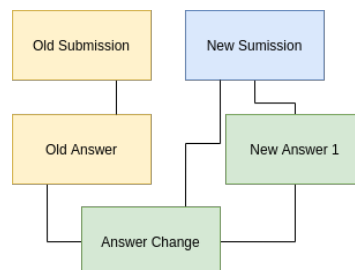 Old Submission
New Sumission
Old Answer
New Answer 1
Answer Change